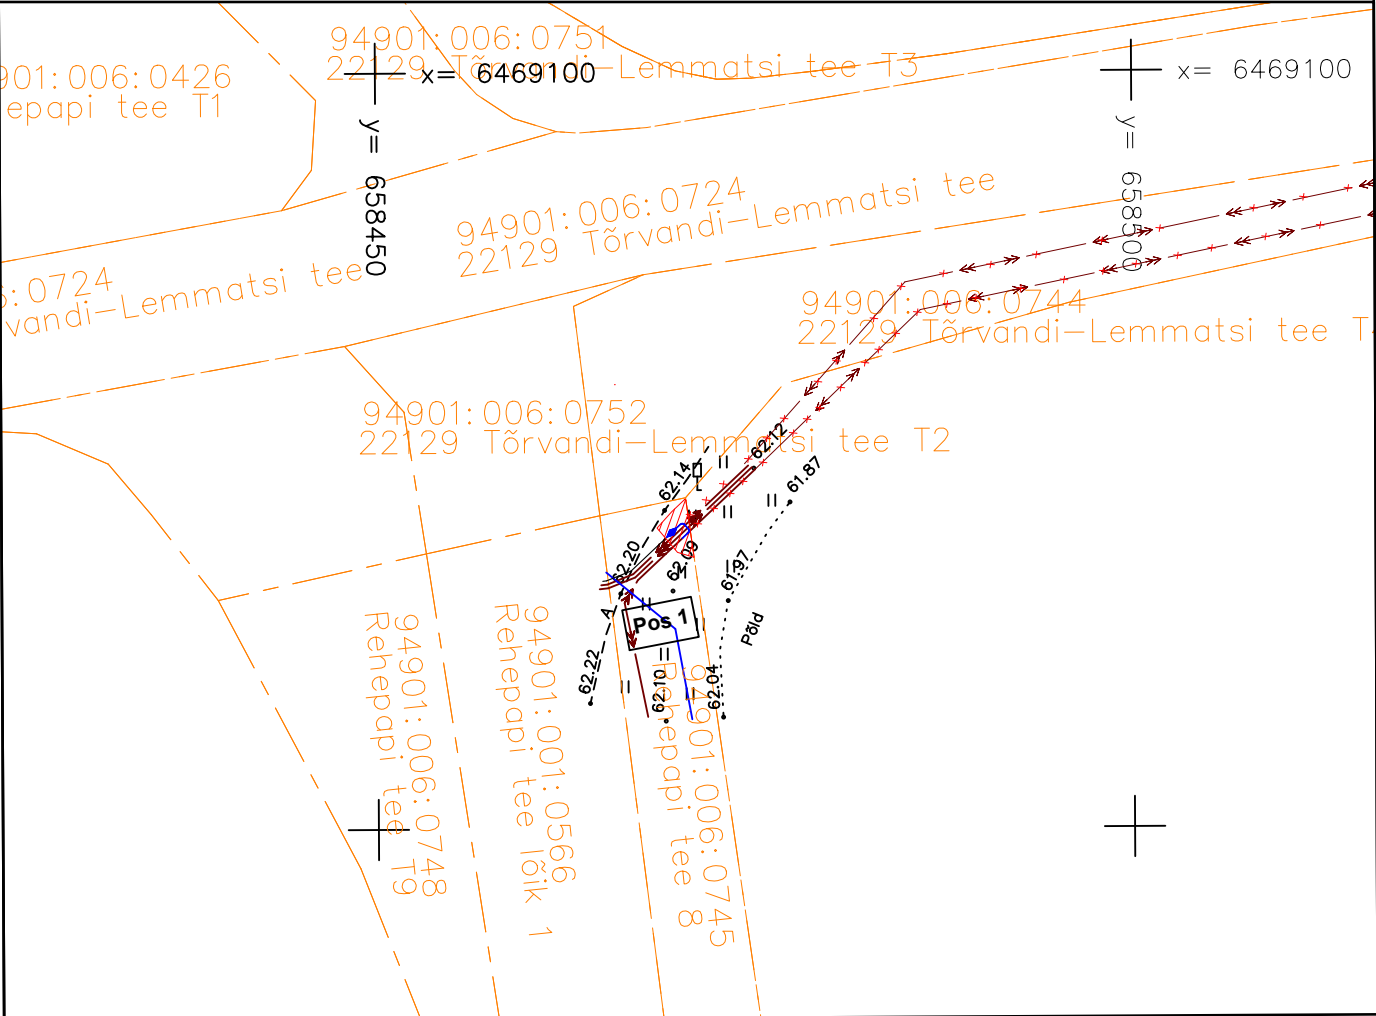 94901:006:0751
22129 Tõrvandi-Lemmatsi tee T3
x= 6469100
x= 6469100
901:006:0426
epapi tee T1
y= 658450
y= 658500
94901:006:0724
22129 Tõrvandi-Lemmatsi tee
:0724
vandi-Lemmatsi tee
94901:006:0744
22129 Tõrvandi-Lemmatsi tee T
94901:006:0752
22129 Tõrvandi-Lemmatsi tee T2
62.12
61.87
62.14
62.20
62.09
61.97
A
Pos 1
Põld
62.22
62.10
62.04
94901:006:0748
Rehepapi tee T9
94901:001:0566
Rehepapi tee lõik 1
94901:006:0745
Rehepapi tee 8